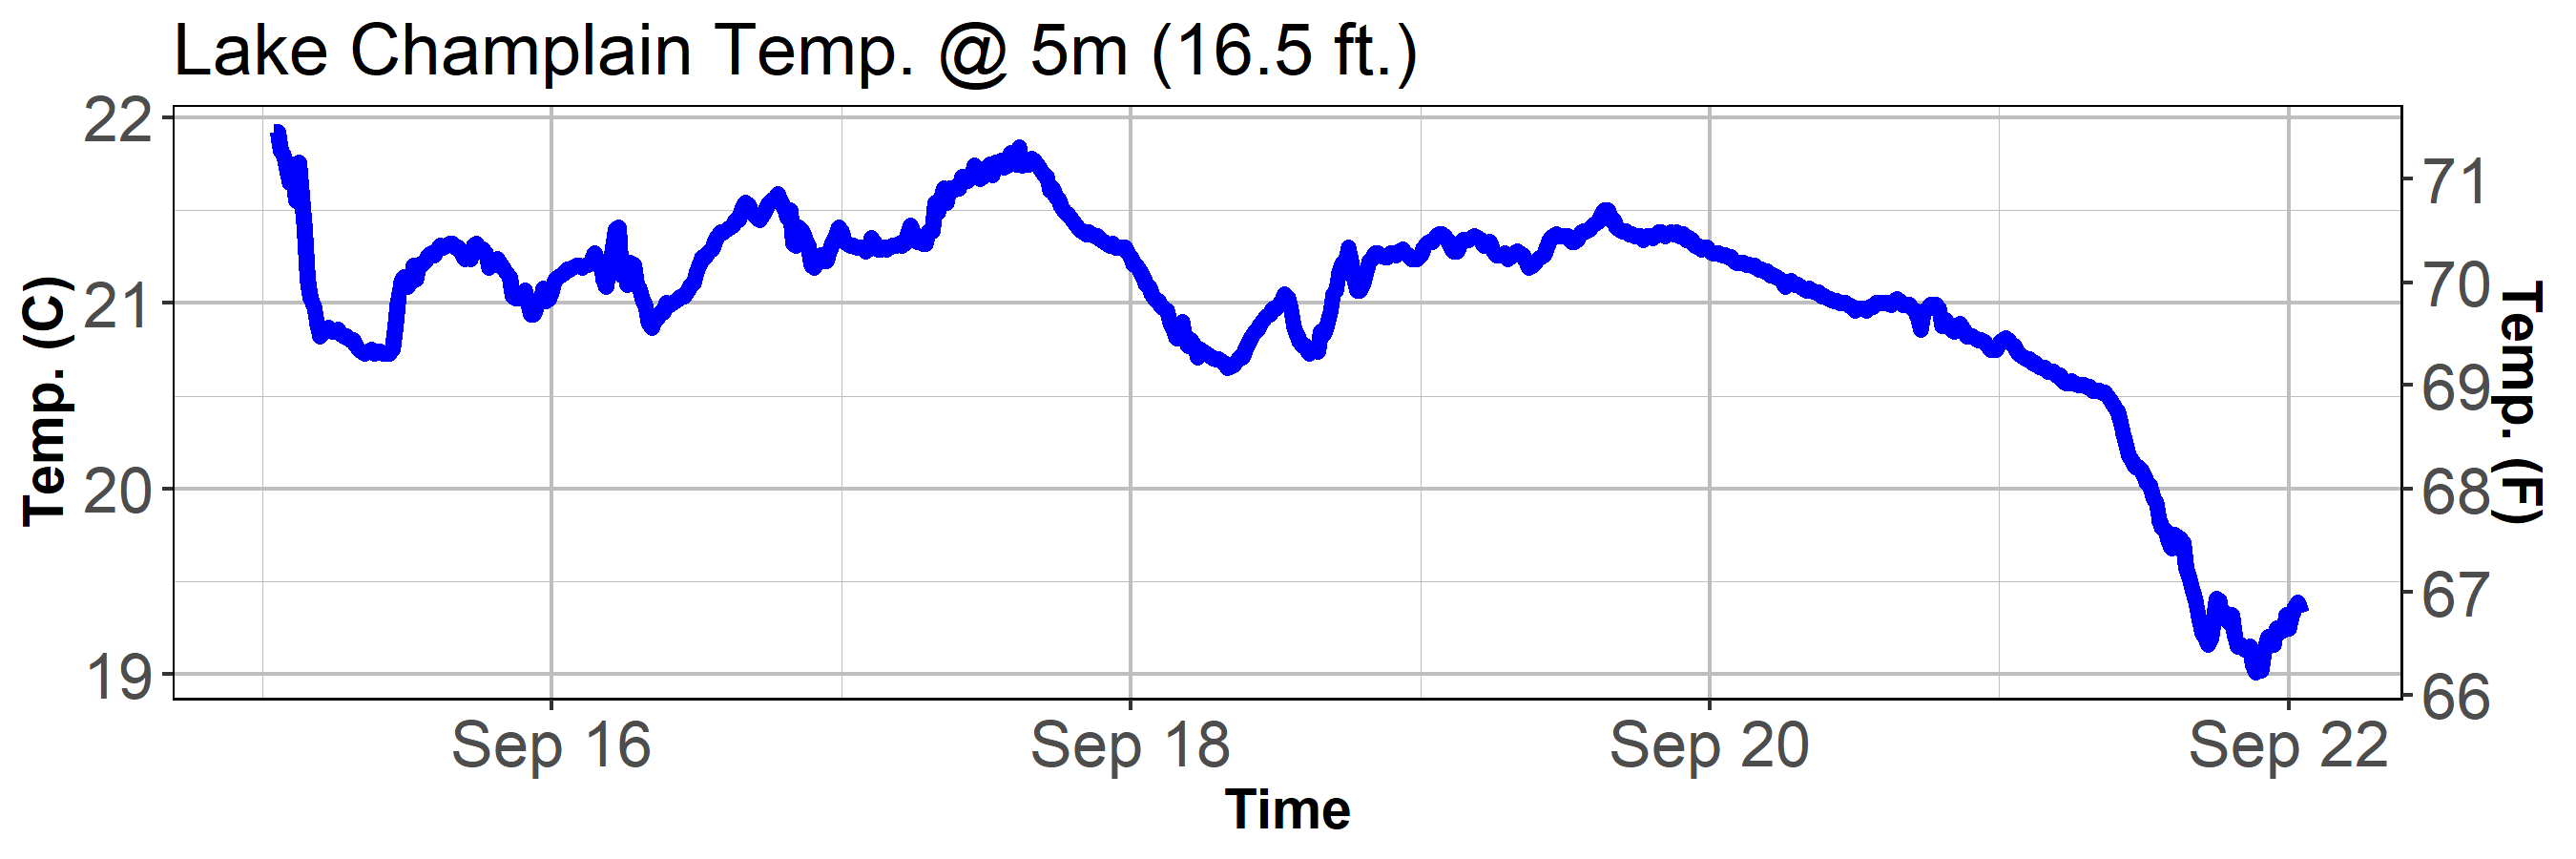 Lake Champlain Temp. @ 5m (16.5 ft.)
22
21
20
19
Temp. (C)
71
70
69
68
67
66
Temp. (F)
Sep 16 Sep 18 Sep 20 Sep 22
Time